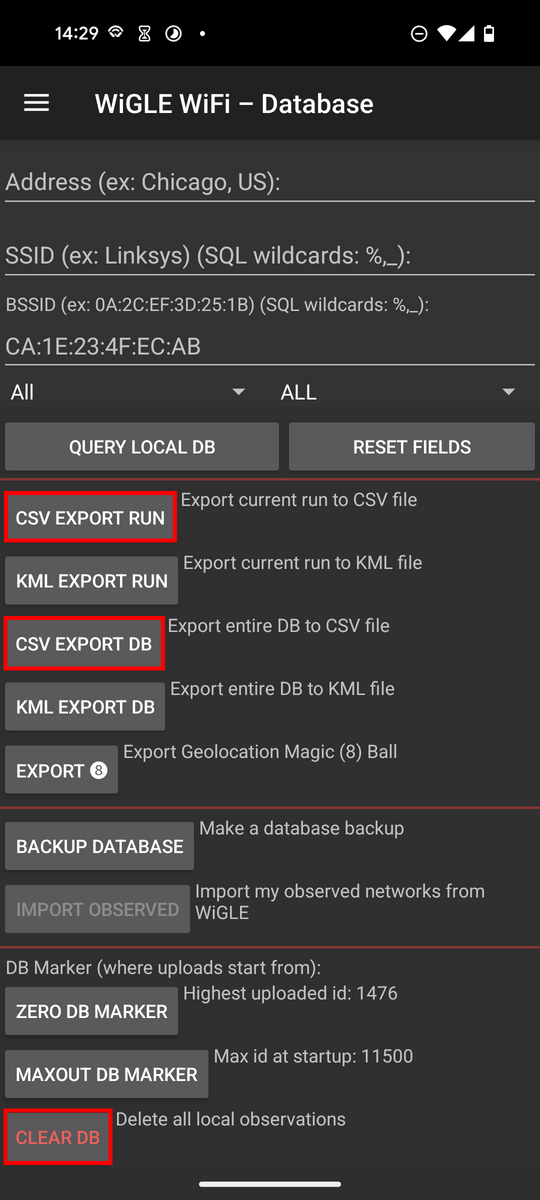 14:29
WiGLE WiFi – Database
Address (ex: Chicago, US):
SSID (ex: Linksys) (SQL wildcards: %,_):
BSSID (ex: 0A:2C:EF:3D:25:1B) (SQL wildcards: %,_):
CA:1E:23:4F:EC:AB
All ALL
QUERY LOCAL DB RESET FIELDS
CSV EXPORT RUN Export current run to CSV file
KML EXPORT RUN Export current run to KML file
CSV EXPORT DB Export entire DB to CSV file
KML EXPORT DB Export entire DB to KML file
EXPORT 8 Export Geolocation Magic (8) Ball
BACKUP DATABASE Make a database backup
IMPORT OBSERVED Import my observed networks from
WiGLE
DB Marker (where uploads start from):
ZERO DB MARKER Highest uploaded id: 1476
MAXOUT DB MARKER Max id at startup: 11500
CLEAR DB Delete all local observations